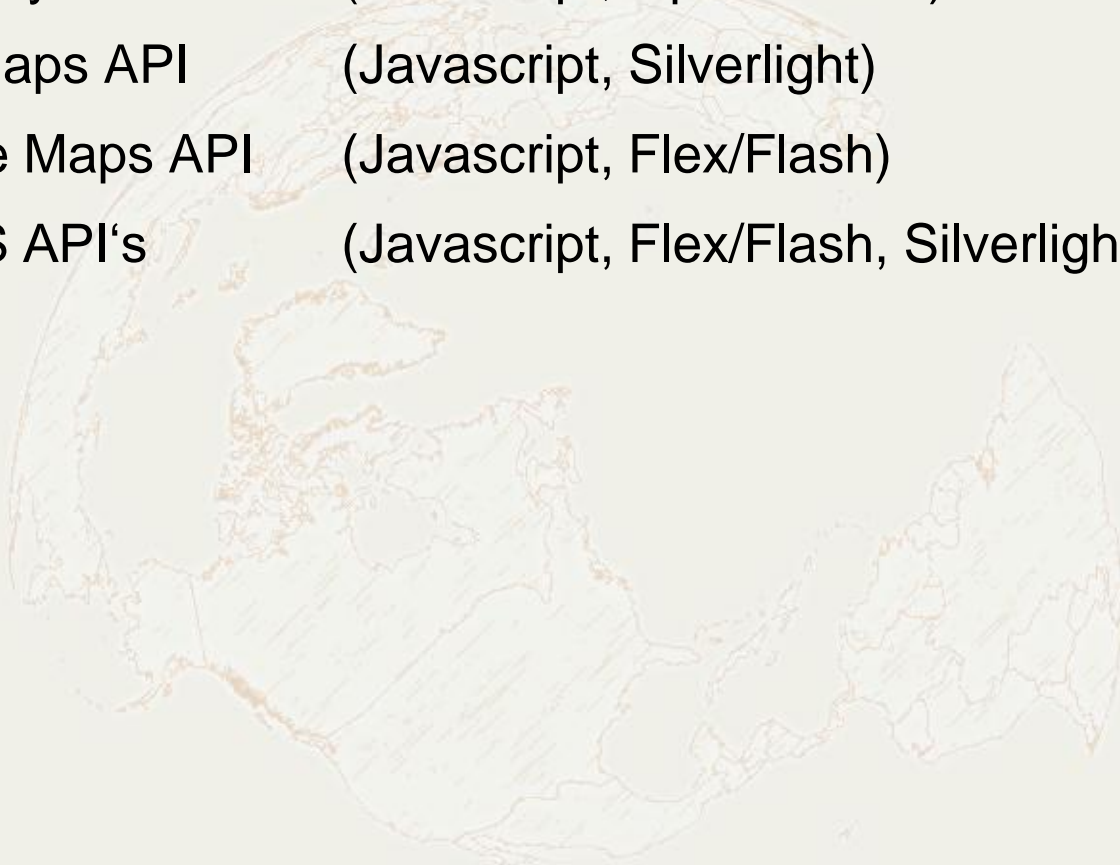 aps API (Javascript, Silverlight)
e Maps API (Javascript, Flex/Flash)
S API‘s (Javascript, Flex/Flash, Silverligh